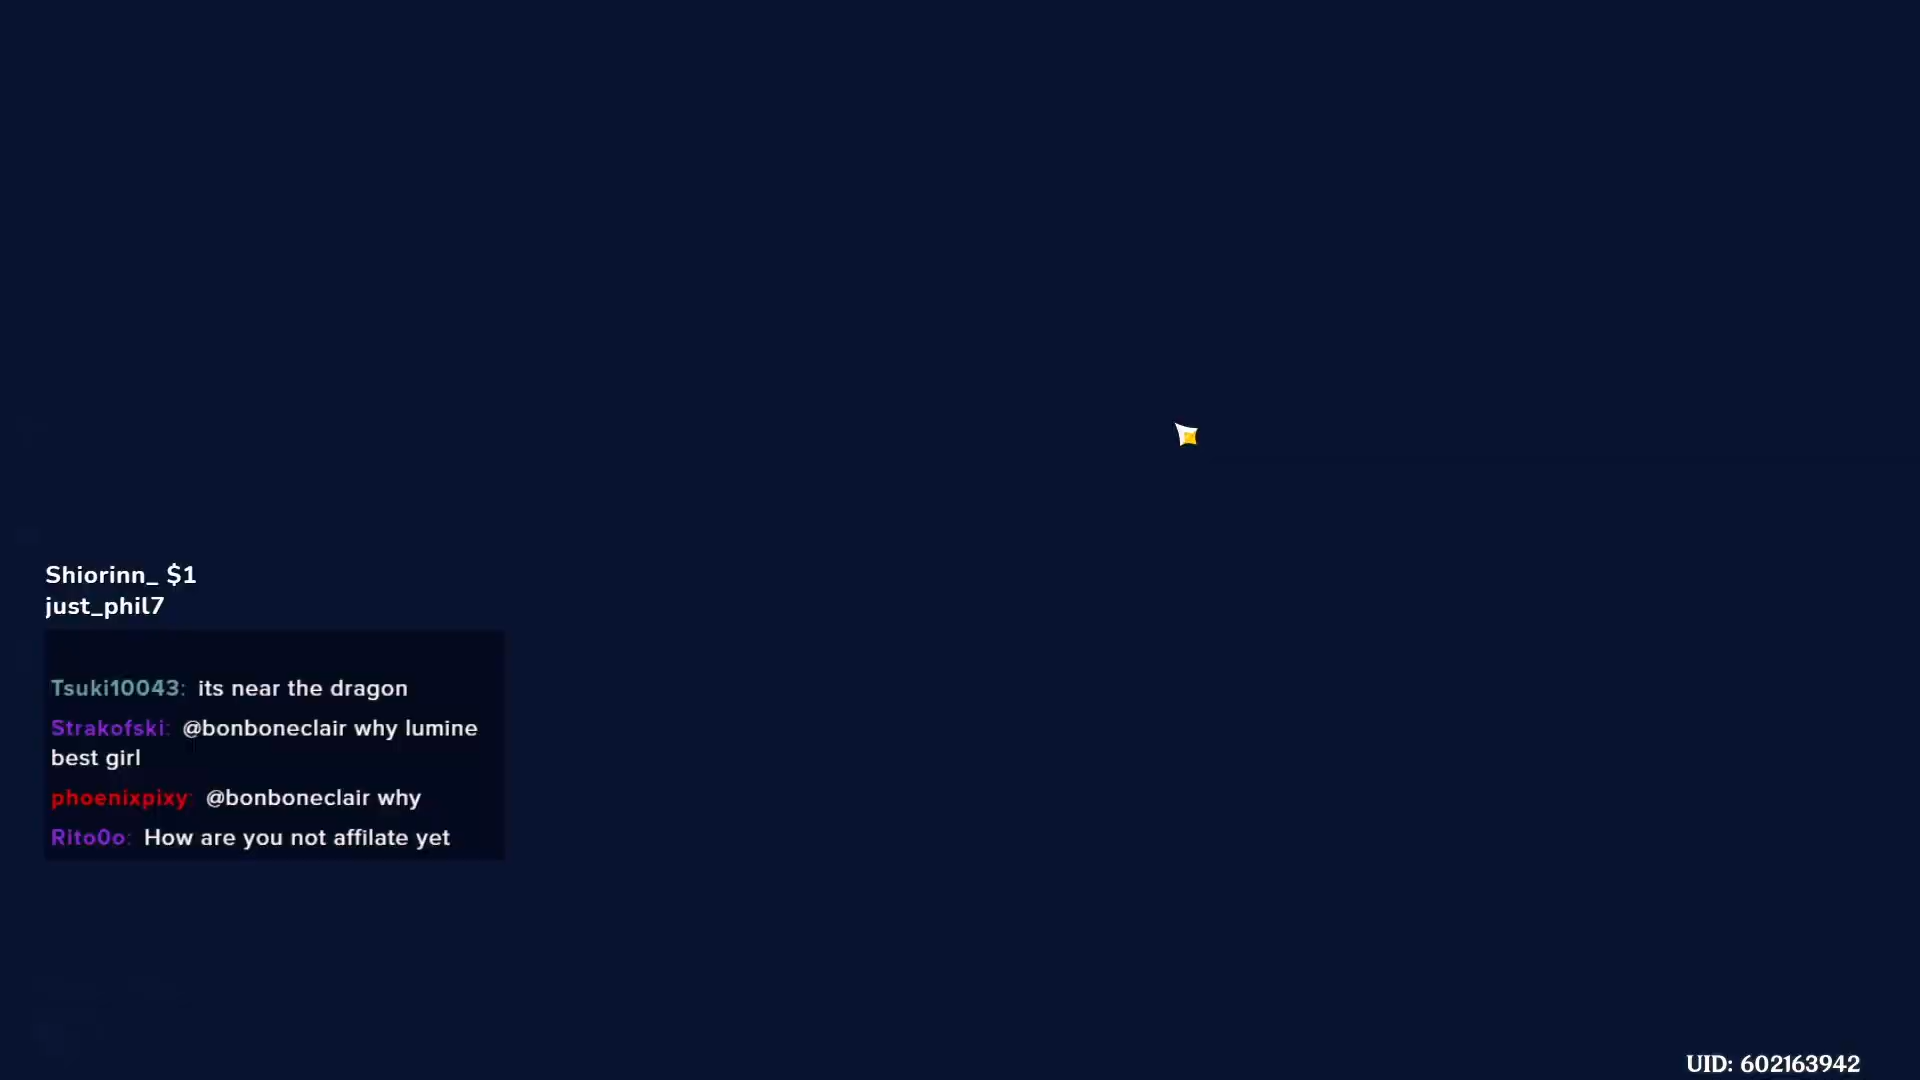 Shiorinn_ $1
just_phil7
Tsuki10043: its near the dragon
Strakofski: @bonboneclair why lumine
best girl
phoenixpixy: @bonboneclair why
Rito0o: How are you not affilate yet
UID: 602163942